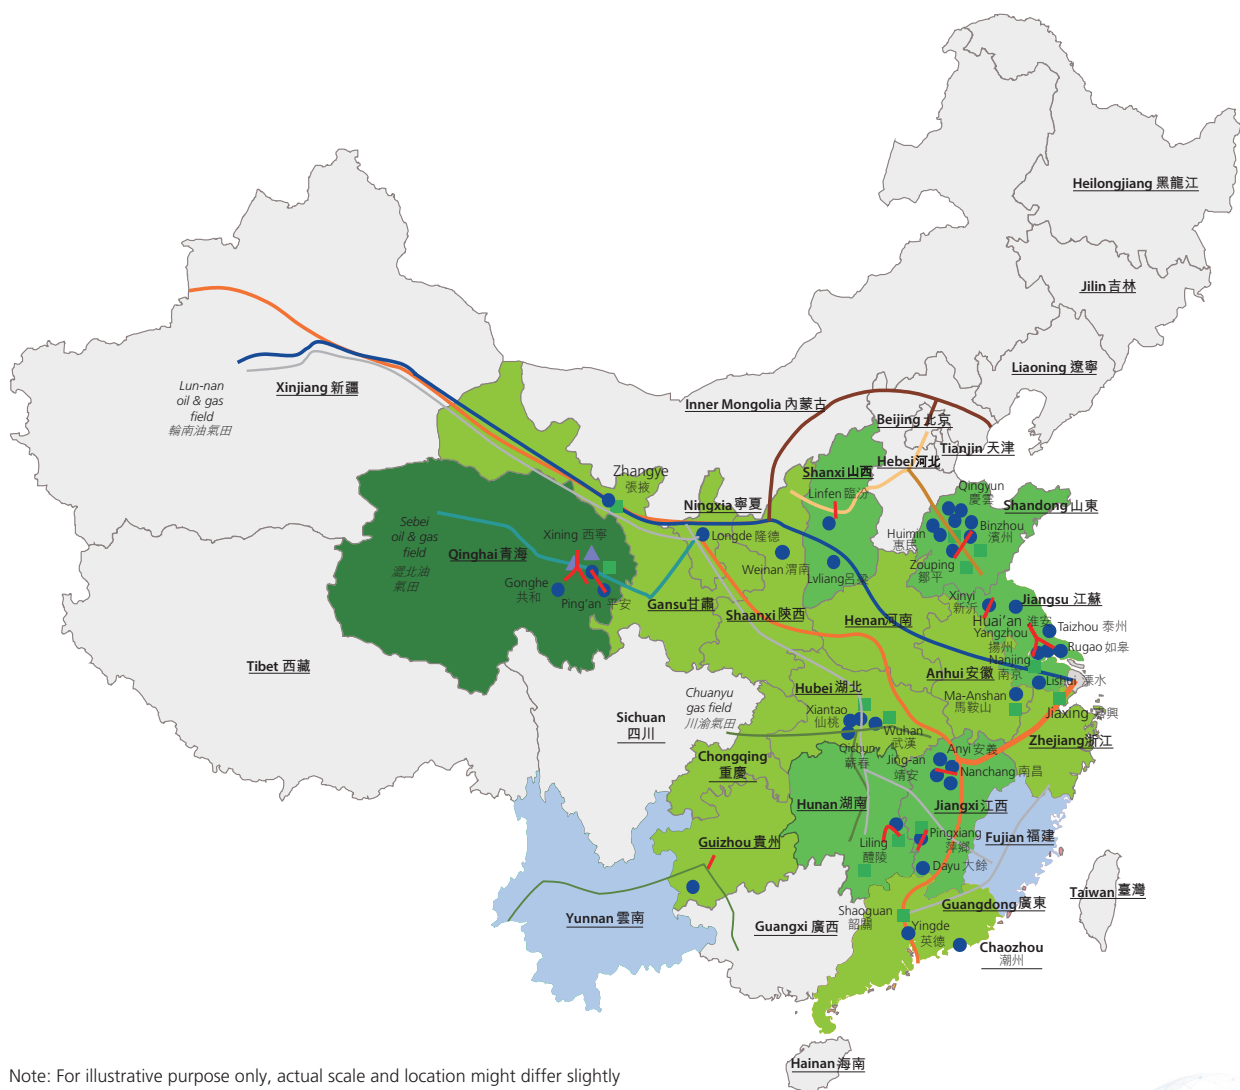 Heilongjiang 黑龍江
Jilin 吉林
Liaoning 遼寧
Lun-nan
oil & gas
field
輪南油氣田
Xinjiang 新疆
Inner Mongolia 內蒙古
Beijing 北京
Tianjin 天津
Hebei 河北
Zhangye
張掖
Shanxi 山西
Linfen 臨汾
Qingyun
慶雲
Shandong 山東
Ningxia 寧夏
Sebei
oil & gas
field
澀北油
氣田
Xining 西寧
Qinghai 青海
Longde 隆德
Huimin
惠民
Binzhou
濱州
Weinan 渭南
Lvliang 呂梁
Zouping
鄒平
Gonghe
共和
Ping'an 平安
Gansu 甘肅
Shaanxi 陝西
Henan 河南
Xinyi
新沂
Jiangsu 江蘇
Huai'an 淮安
Taizhou 泰州
Yangzhou
揚州
Rugao 如皋
Nanjing
南京
Tibet 西藏
Anhui 安徽
Lishui 溧水
Chuanyu
gas field
川渝氣田
Hubei 湖北
Ma-Anshan
馬鞍山
Jiaxing 嘉興
Sichuan
四川
Xiantao
仙桃
Wuhan
武漢
Zhejiang 浙江
Qichun
蘄春
Jing-an
靖安
Anyi 安義
Chongqing
重慶
Nanchang 南昌
Hunan 湖南
Jiangxi 江西
Guizhou 貴州
Liling
醴陵
Pingxiang
萍鄉
Fujian 福建
Dayu 大餘
Taiwan 臺灣
Yunnan 雲南
Guangxi 廣西
Shaoguan
韶關
Guangdong 廣東
Yingde
英德
Chaozhou
潮州
Hainan 海南
Note: For illustrative purpose only, actual scale and location might differ slightly